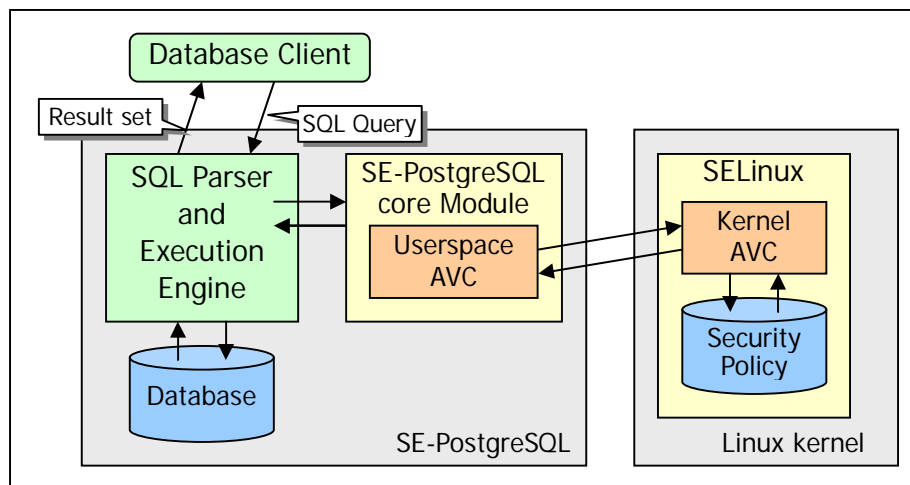 Database Client
Result set
SQL Query
SQL Parser
and
Execution
Engine
SE-PostgreSQL
core Module
Userspace
AVC
SELinux
Kernel
AVC
Security
Policy
Database
SE-PostgreSQL
Linux kernel